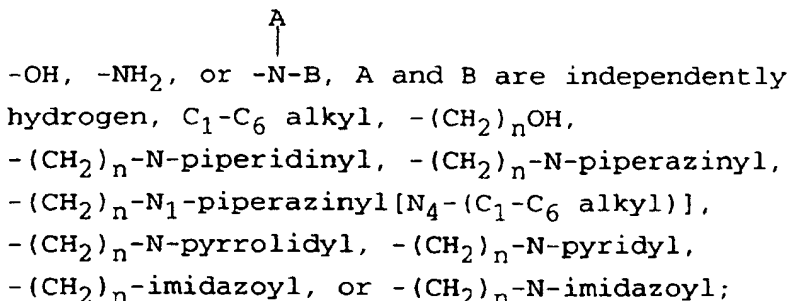 A
-OH, -NH2, or -N-B, A and B are independently
hydrogen, C1-C6 alkyl, -(CH2)nOH,
-(CH2)n-N-piperidinyl, -(CH2)n-N-piperazinyl,
-(CH2)n-N1-piperazinyl[N4-(C1-C6 alkyl)],
-(CH2)n-N-pyrrolidyl, -(CH2)n-N-pyridyl,
-(CH2)n-imidazoyl, or -(CH2)n-N-imidazoyl;